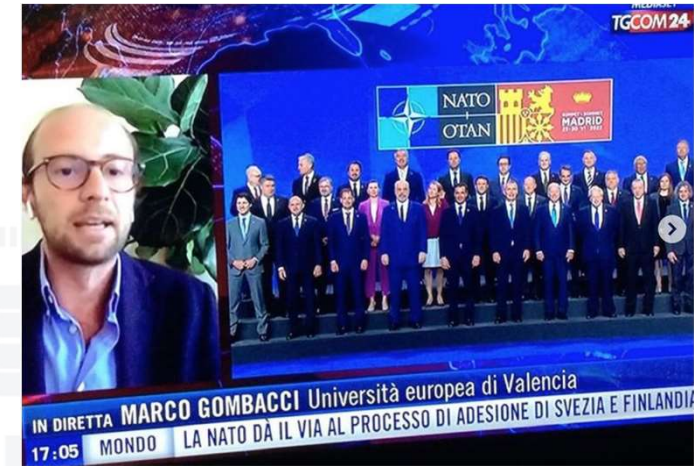 MEDIASET
TGCOM24
NATO
OTAN
MADRID
IN DIRETTA MARCO GOMBACCI Università europea di Valencia
17:05 MONDO LA NATO DÀ IL VIA AL PROCESSO DI ADESIONE DI SVEZIA E FINLANDIA